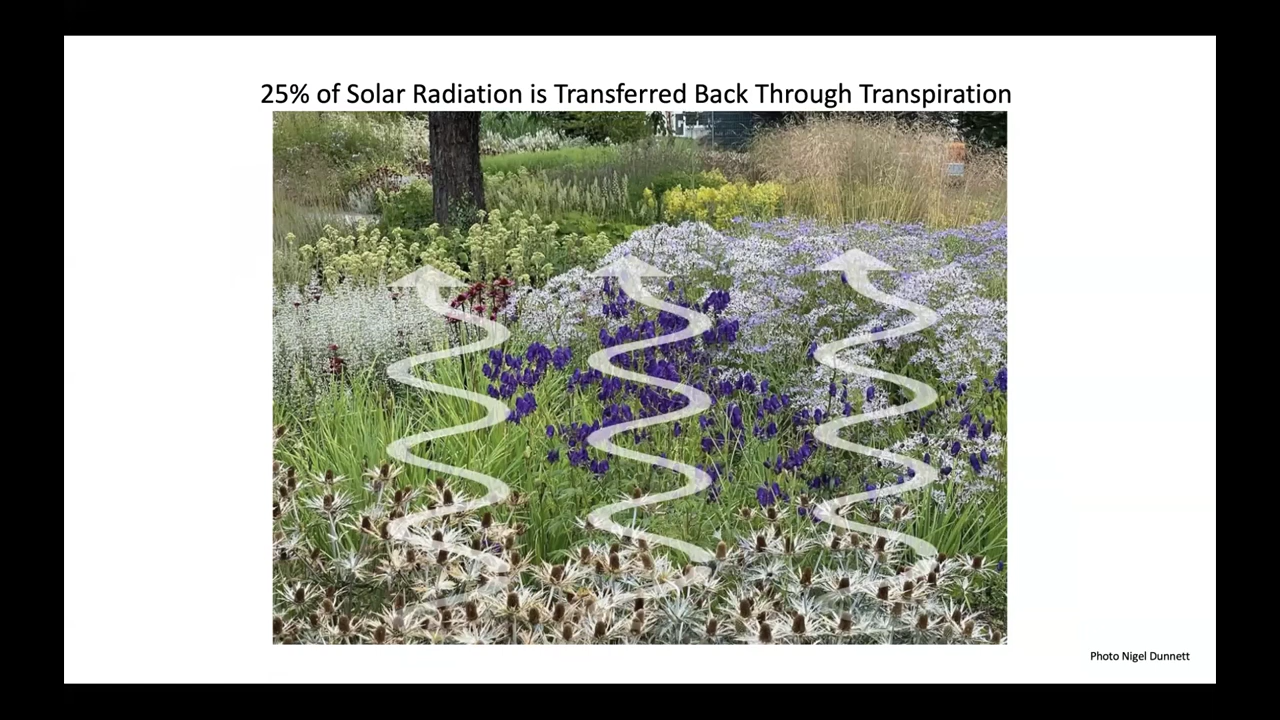 25% of Solar Radiation is Transferred Back Through Transpiration
Photo Nigel Dunnett